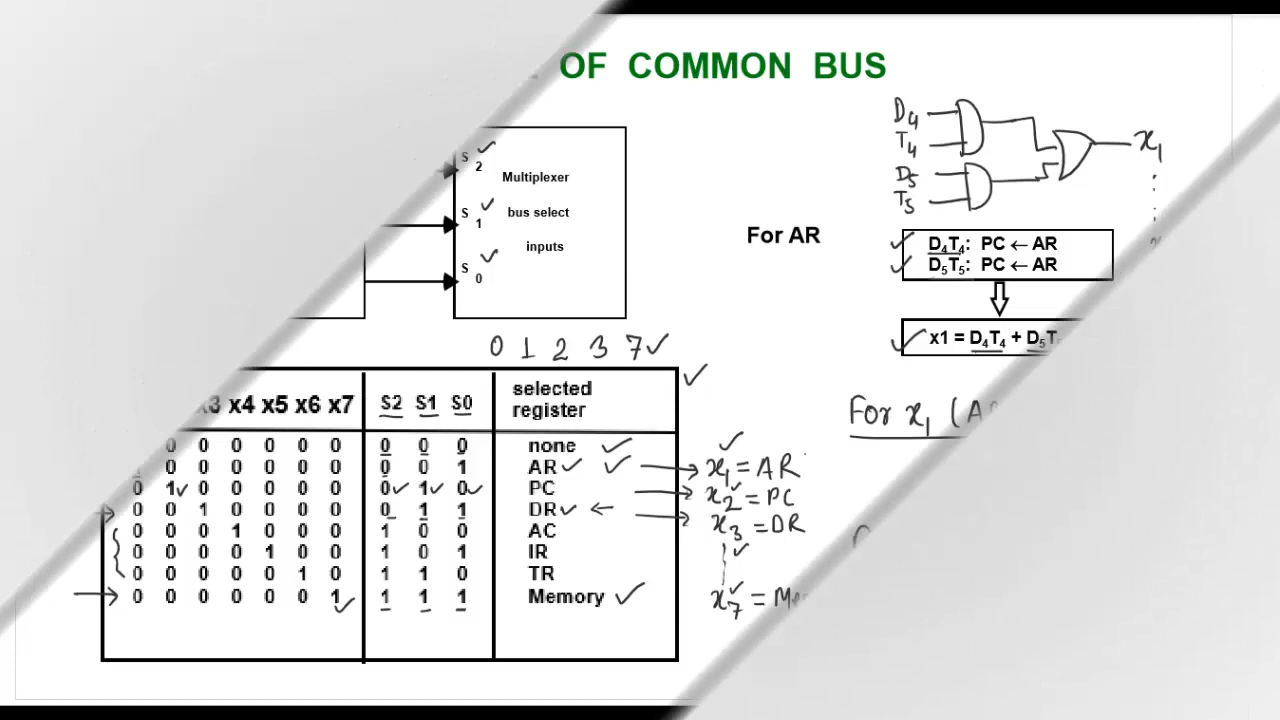 OF COMMON BUS
D4
T4
D5
T5
x1
S2
Multiplexer
S1
bus select
inputs
S0
For AR
D4T4: PC ← AR
D5T5: PC ← AR
x1 = D4T4 + D5T5
0 1 2 3 7
x3 x4 x5 x6 x7 S2 S1 S0 selected register
0 0 0 0 0 0 0 0 0 none
0 0 0 0 0 0 0 1 AR
0 1 0 0 0 0 0 0 1 0 PC
0 0 1 0 0 0 0 0 1 1 DR
0 0 0 1 0 0 0 1 0 0 AC
0 0 0 0 1 0 0 1 0 1 IR
0 0 0 0 0 1 0 1 1 0 TR
0 0 0 0 0 0 1 1 1 1 Memory
For x1
x1 = AR
x2 = PC
x3 = DR
x7 =